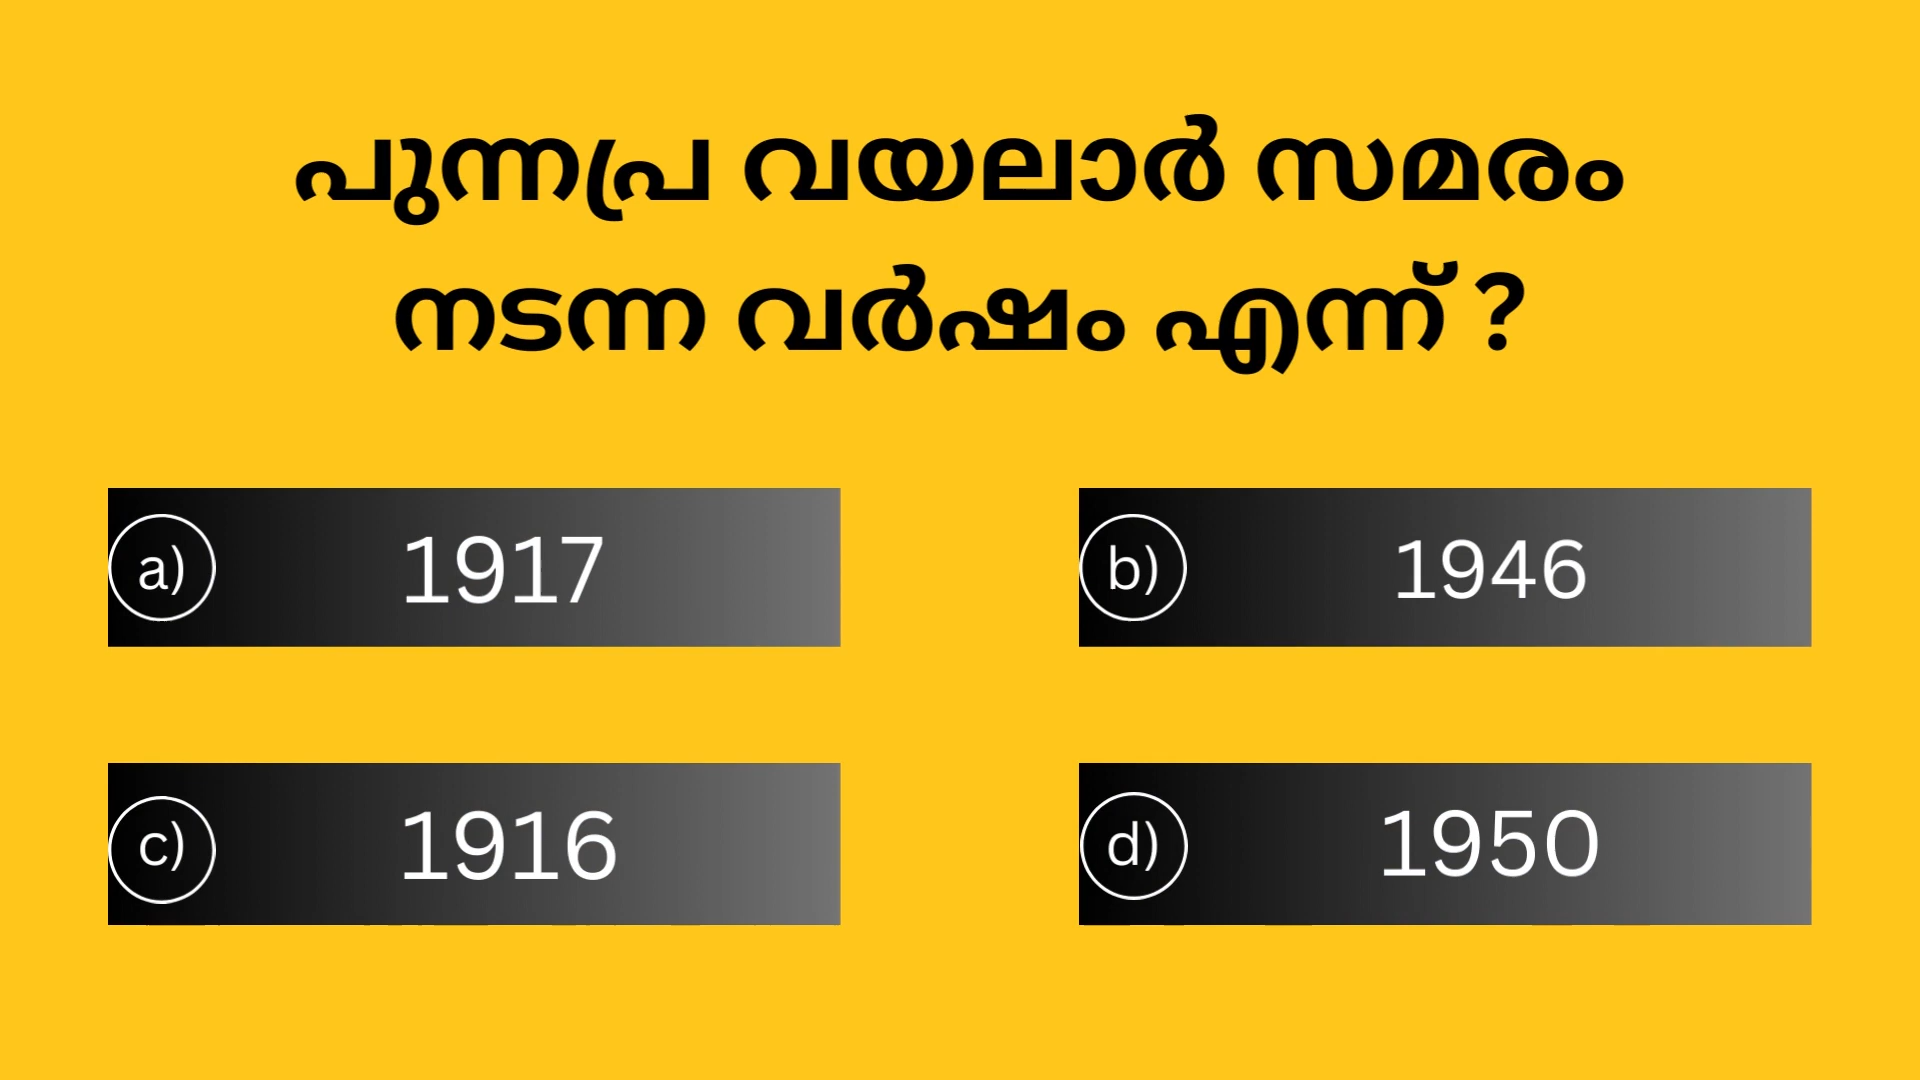 പുന്നപ്ര വയലാർ സമരം
നടന്ന വർഷം എന്ന് ?
a) 1917
b) 1946
c) 1916
d) 1950